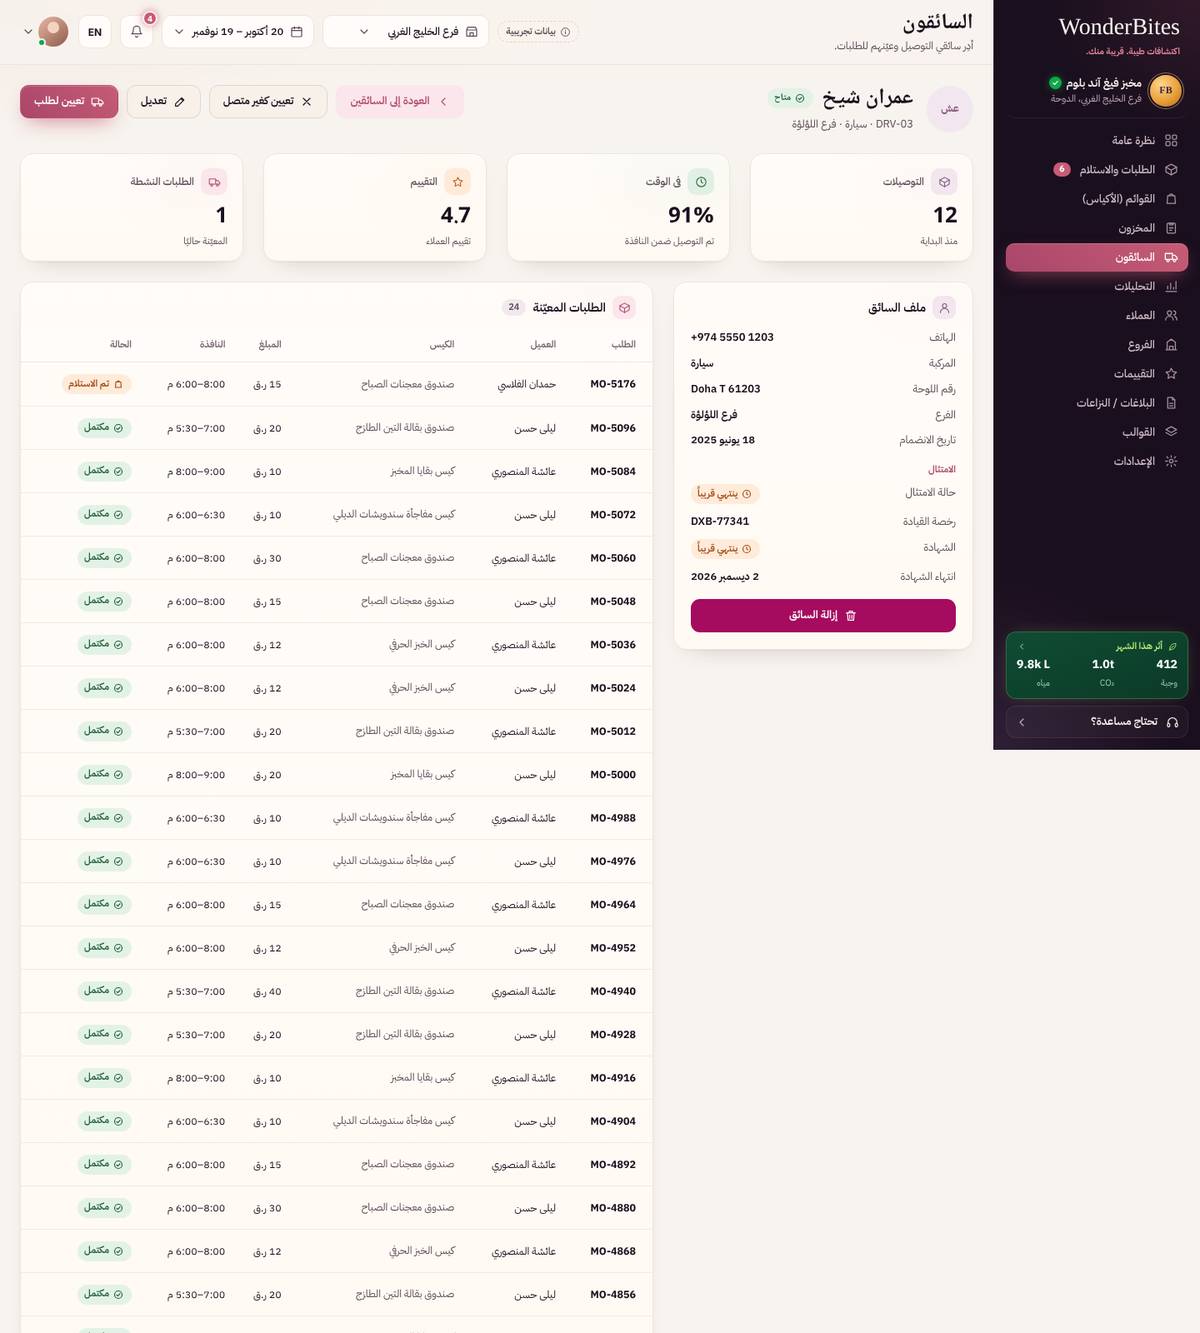 WonderBites
اكتشافات طيبة. قريبة منك.
FB
مخبز فيغ آند بلوم
فرع الخليج الغربي، الدوحة
نظرة عامة
الطلبات والاستلام 6
القوائم (الأكياس)
المخزون
السائقون
التحليلات
العملاء
الفروع
التقييمات
البلاغات / النزاعات
القوالب
الإعدادات
أثر هذا الشهر
412 1.0t 9.8k L
وجبة CO₂ مياه
تحتاج مساعدة؟
السائقون
أدِر سائقي التوصيل وعيّنهم للطلبات.
بيانات تجريبية
فرع الخليج الغربي
20 أكتوبر – 19 نوفمبر
4
EN
عش
عمران شيخ
متاح
DRV-03 · سيارة · فرع اللؤلؤة
العودة إلى السائقين
تعيين كغير متصل
تعديل
تعيين لطلب
التوصيلات
12
منذ البداية
في الوقت
91%
تم التوصيل ضمن النافذة
التقييم
4.7
تقييم العملاء
الطلبات النشطة
1
المعيّنة حاليًا
ملف السائق
الهاتف +974 5550 1203
المركبة سيارة
رقم اللوحة Doha T 61203
الفرع فرع اللؤلؤة
تاريخ الانضمام 18 يونيو 2025
الامتثال
حالة الامتثال ينتهي قريباً
رخصة القيادة DXB-77341
الشهادة ينتهي قريباً
انتهاء الشهادة 2 ديسمبر 2026
إزالة السائق
الطلبات المعيّنة 24
الطلب العميل الكيس المبلغ النافذة الحالة
MO-5176 حمدان الفلاسي صندوق معجنات الصباح 15 ر.ق 6:00–8:00 م تم الاستلام
MO-5096 ليلى حسن صندوق بقالة التين الطازج 20 ر.ق 5:30–7:00 م مكتمل
MO-5084 عائشة المنصوري كيس بقايا المخبز 10 ر.ق 8:00–9:00 م مكتمل
MO-5072 ليلى حسن كيس مفاجأة سندويشات الديلي 10 ر.ق 6:00–6:30 م مكتمل
MO-5060 عائشة المنصوري صندوق معجنات الصباح 30 ر.ق 6:00–8:00 م مكتمل
MO-5048 ليلى حسن صندوق معجنات الصباح 15 ر.ق 6:00–8:00 م مكتمل
MO-5036 عائشة المنصوري كيس الخبز الحرفي 12 ر.ق 6:00–8:00 م مكتمل
MO-5024 ليلى حسن كيس الخبز الحرفي 12 ر.ق 6:00–8:00 م مكتمل
MO-5012 عائشة المنصوري صندوق بقالة التين الطازج 20 ر.ق 5:30–7:00 م مكتمل
MO-5000 ليلى حسن كيس بقايا المخبز 20 ر.ق 8:00–9:00 م مكتمل
MO-4988 عائشة المنصوري كيس مفاجأة سندويشات الديلي 10 ر.ق 6:00–6:30 م مكتمل
MO-4976 ليلى حسن كيس مفاجأة سندويشات الديلي 10 ر.ق 6:00–6:30 م مكتمل
MO-4964 عائشة المنصوري صندوق معجنات الصباح 15 ر.ق 6:00–8:00 م مكتمل
MO-4952 ليلى حسن كيس الخبز الحرفي 12 ر.ق 6:00–8:00 م مكتمل
MO-4940 عائشة المنصوري صندوق بقالة التين الطازج 40 ر.ق 5:30–7:00 م مكتمل
MO-4928 ليلى حسن صندوق بقالة التين الطازج 20 ر.ق 5:30–7:00 م مكتمل
MO-4916 عائشة المنصوري كيس بقايا المخبز 10 ر.ق 8:00–9:00 م مكتمل
MO-4904 ليلى حسن كيس مفاجأة سندويشات الديلي 10 ر.ق 6:00–6:30 م مكتمل
MO-4892 عائشة المنصوري صندوق معجنات الصباح 15 ر.ق 6:00–8:00 م مكتمل
MO-4880 ليلى حسن صندوق معجنات الصباح 30 ر.ق 6:00–8:00 م مكتمل
MO-4868 عائشة المنصوري كيس الخبز الحرفي 12 ر.ق 6:00–8:00 م مكتمل
MO-4856 ليلى حسن صندوق بقالة التين الطازج 20 ر.ق 5:30–7:00 م مكتمل